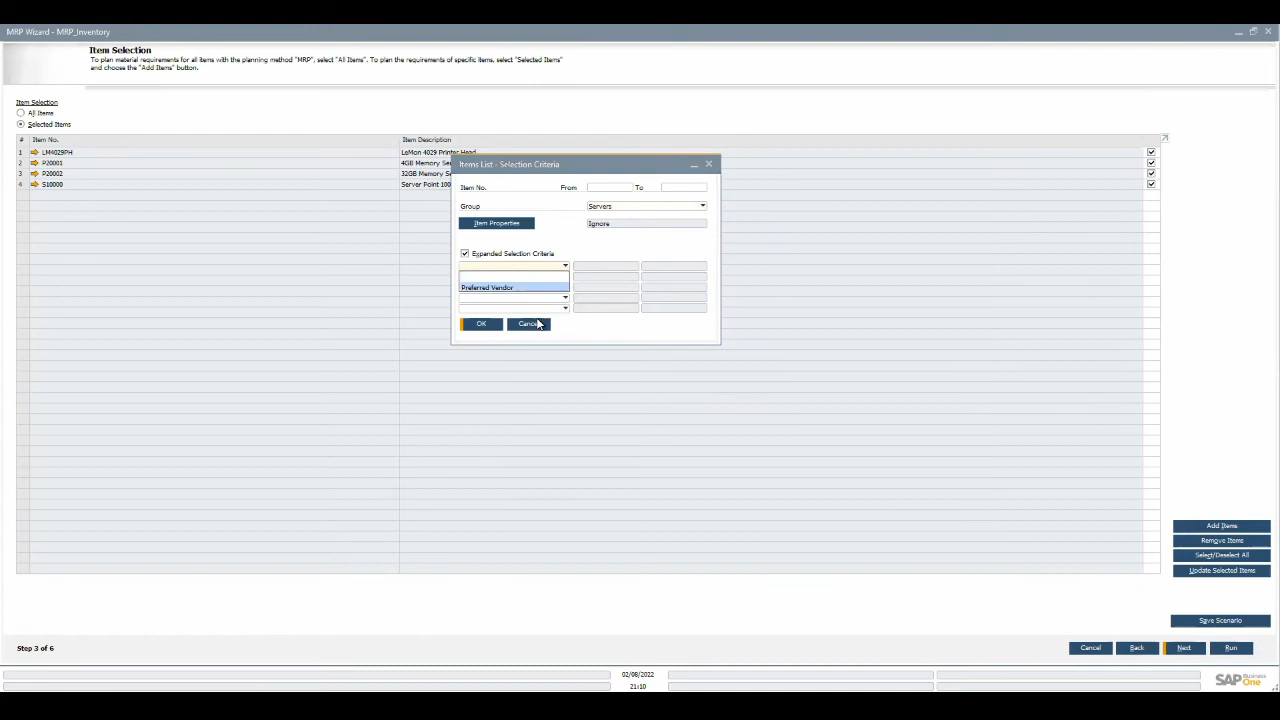 MRP Wizard - MRP_Inventory
Item Selection
To plan material requirements for all items with the planning method "MRP", select "All Items". To plan the requirements of specific items, select "Selected Items"
and choose the "Add Items" button.
Item Selection
All Items
Selected Items
# Item No. Item Description
1 LM4029PH LeMon 4029 Printer Head
2 P20001 4GB Memory
3 P20002 32GB Memory
4 S10000 Server Point
Items List - Selection Criteria
Item No. From To
Group Servers
Item Properties Ignore
Expanded Selection Criteria
Preferred Vendor
OK Cancel
Add Items
Remove Items
Select/Deselect All
Update Selected Items
Save Scenario
Step 3 of 6 Cancel Back Next Run
02/08/2022
21:10
SAP Business One